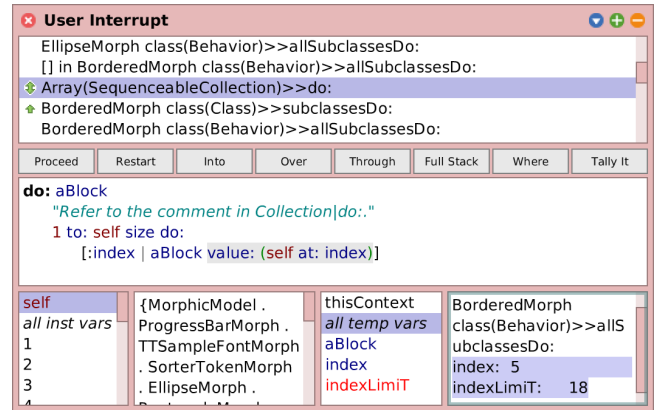 User Interrupt
EllipseMorph class(Behavior)>>allSubclassesDo:
[] in BorderedMorph class(Behavior)>>allSubclassesDo:
Array(SequenceableCollection)>>do:
BorderedMorph class(Class)>>subclassesDo:
BorderedMorph class(Behavior)>>allSubclassesDo:
Proceed Restart Into Over Through Full Stack Where Tally It
do: aBlock
"Refer to the comment in Collection|do:."
1 to: self size do:
[:index | aBlock value: (self at: index)]
self
all inst vars
1
2
3
4
{MorphicModel .
ProgressBarMorph .
TTSampleFontMorph
. SorterTokenMorph
. EllipseMorph .
thisContext
all temp vars
aBlock
index
indexLimiT
BorderedMorph
class(Behavior)>>allS
ubclassesDo:
index: 5
indexLimiT: 18